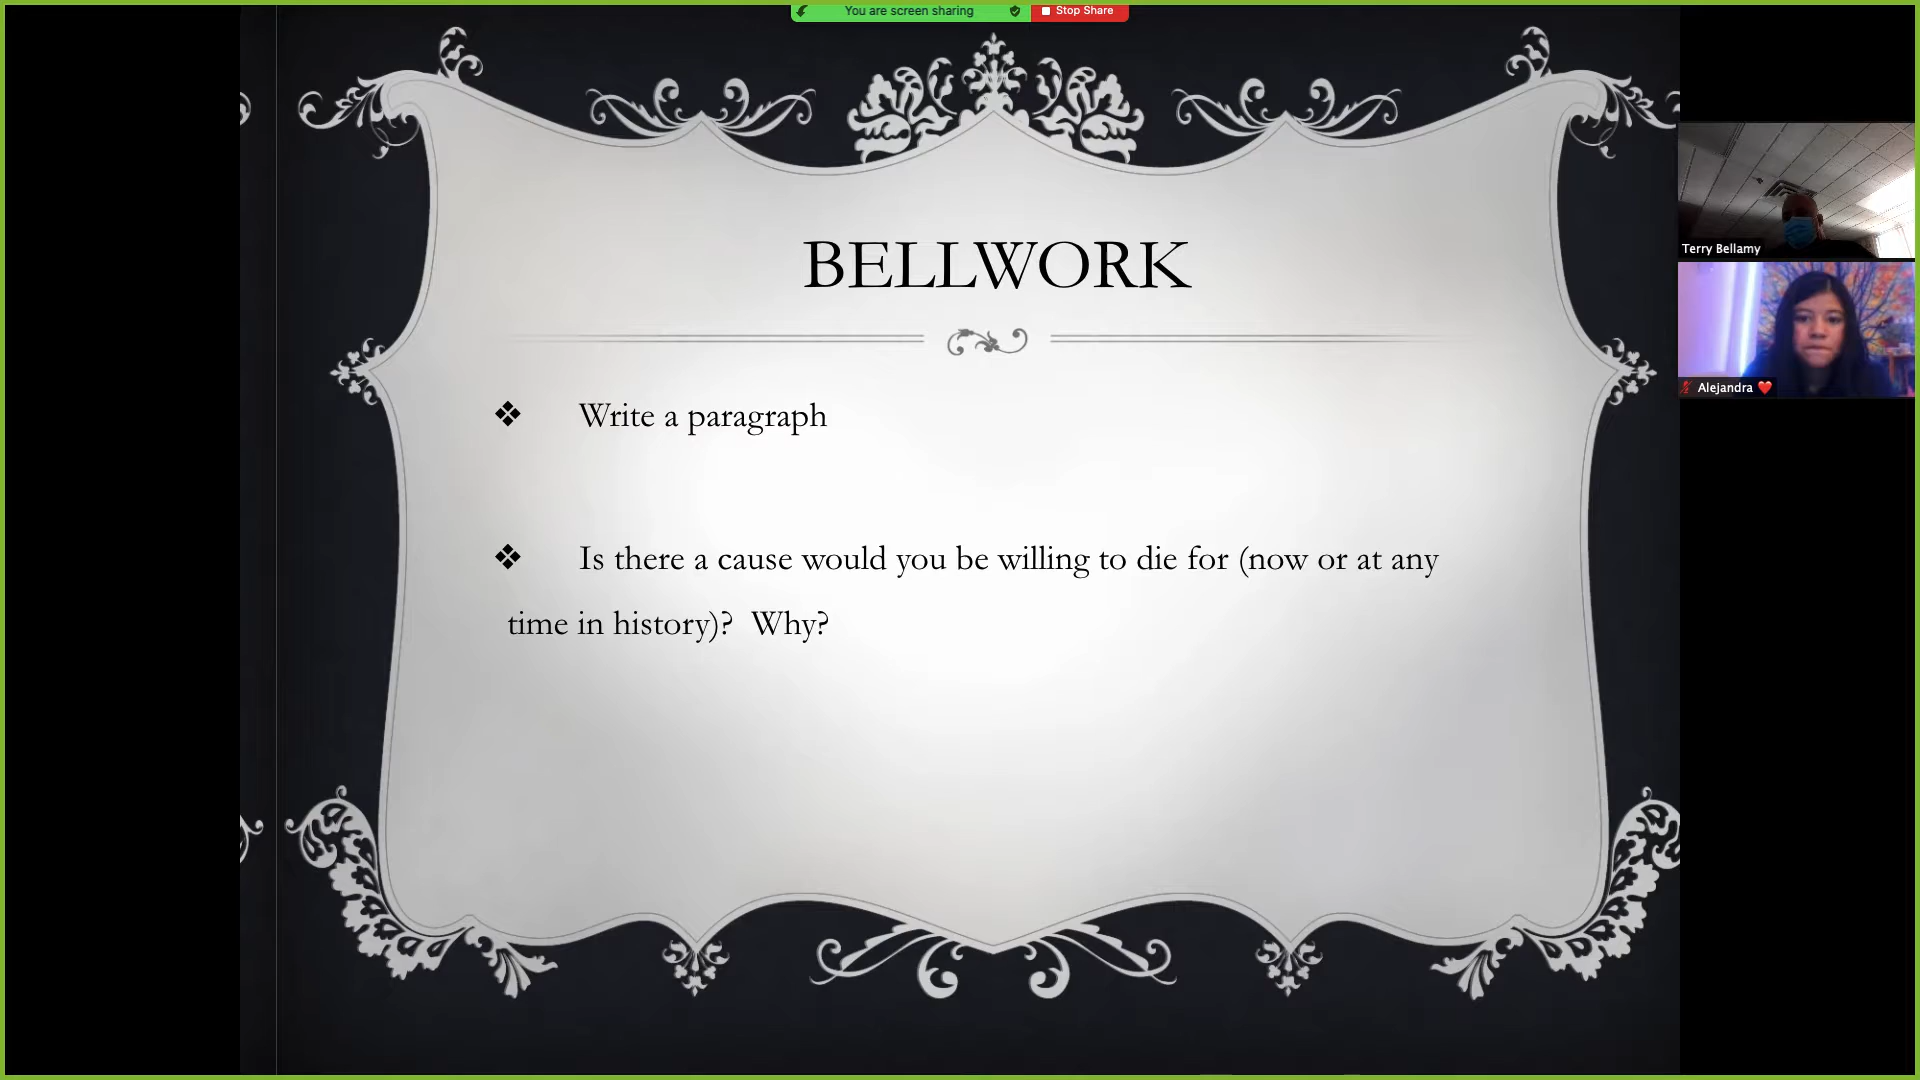 You are screen sharing
Stop Share
BELLWORK
❖ Write a paragraph
❖ Is there a cause would you be willing to die for (now or at any
time in history)? Why?
Terry Bellamy
Alejandra ❤️